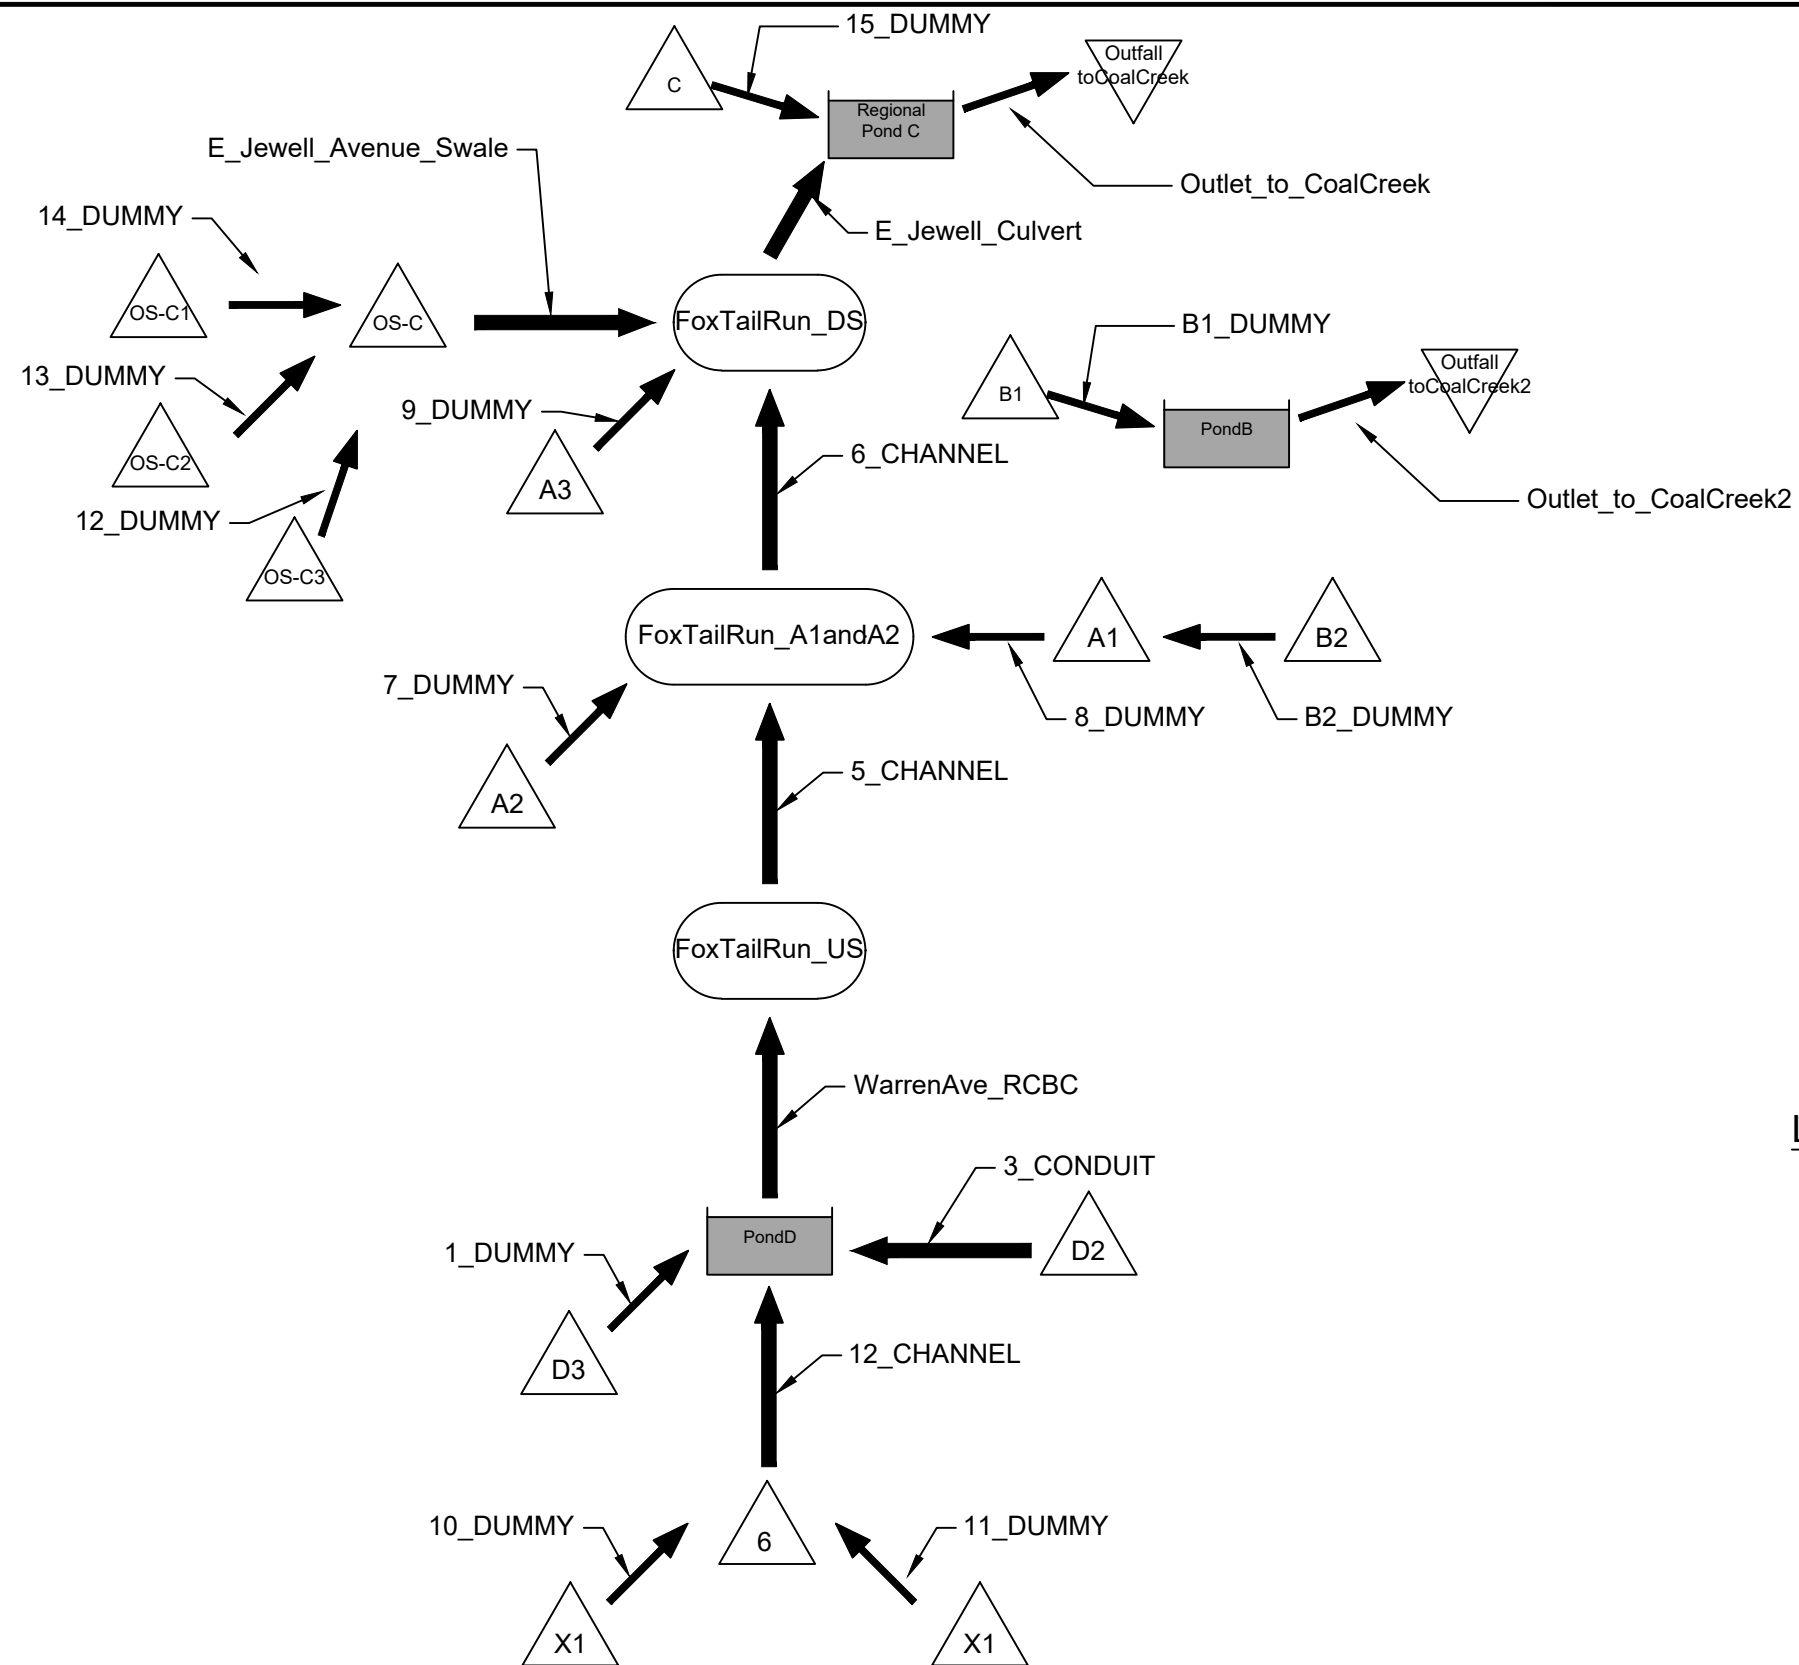 15_DUMMY
Outfall
toCoalCreek
C
Regional
Pond C
E_Jewell_Avenue_Swale
Outlet_to_CoalCreek
14_DUMMY
E_Jewell_Culvert
OS-C1
OS-C
FoxTailRun_DS
B1_DUMMY
Outfall
toCoalCreek2
13_DUMMY
B1
9_DUMMY
PondB
OS-C2
6_CHANNEL
A3
Outlet_to_CoalCreek2
12_DUMMY
OS-C3
FoxTailRun_A1andA2
A1
B2
7_DUMMY
8_DUMMY
B2_DUMMY
5_CHANNEL
A2
FoxTailRun_US
WarrenAve_RCBC
L
3_CONDUIT
PondD
1_DUMMY
D2
D3
12_CHANNEL
10_DUMMY
11_DUMMY
6
X1
X1